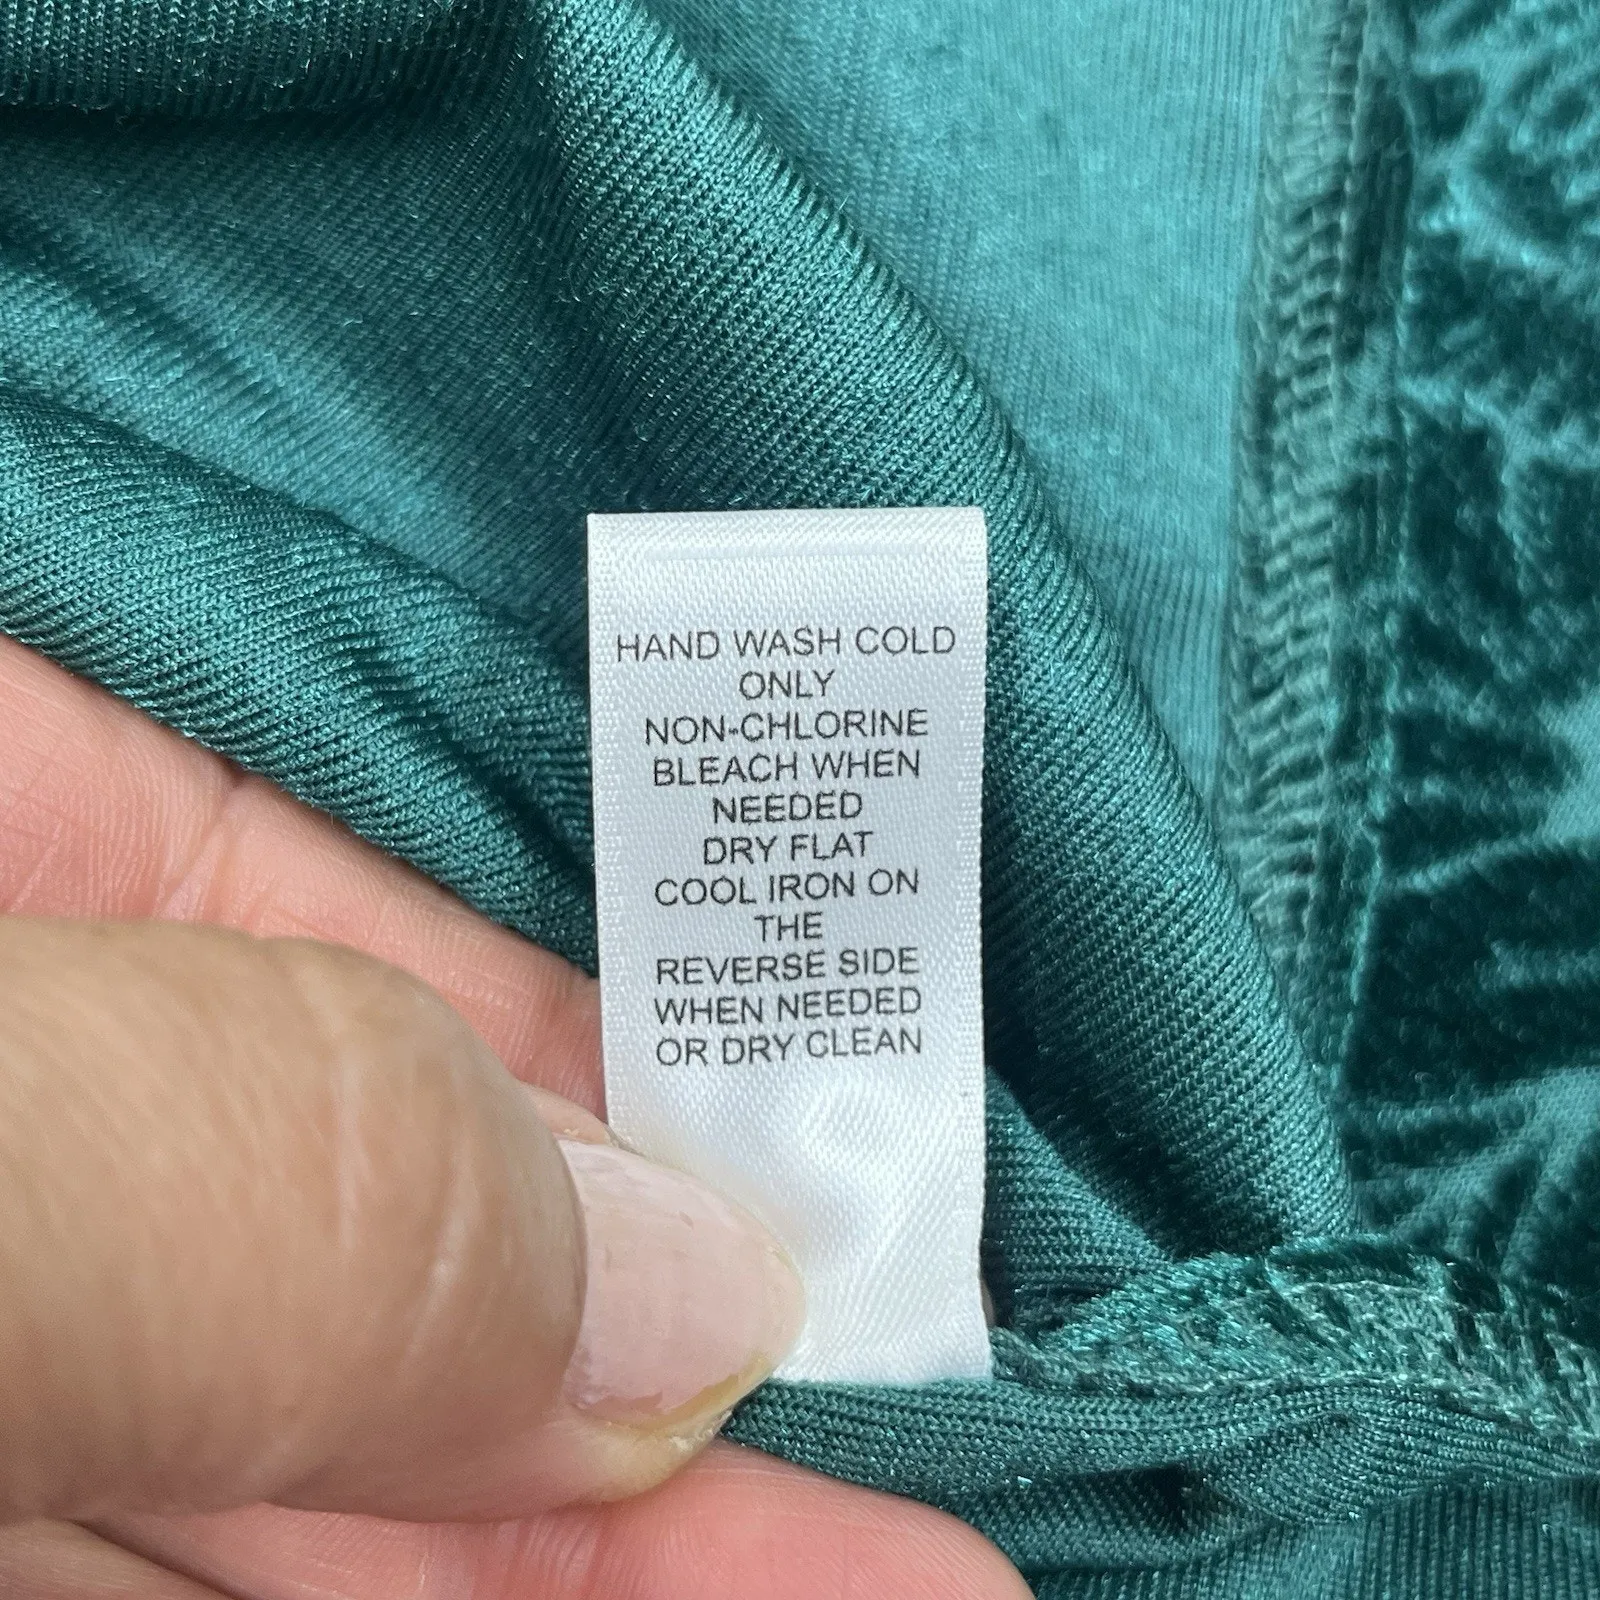 HAND WASH COLD
ONLY
NON-CHLORINE
BLEACH WHEN
NEEDED
DRY FLAT
COOL IRON ON
THE
REVERSE SIDE
WHEN NEEDED
OR DRY CLEAN